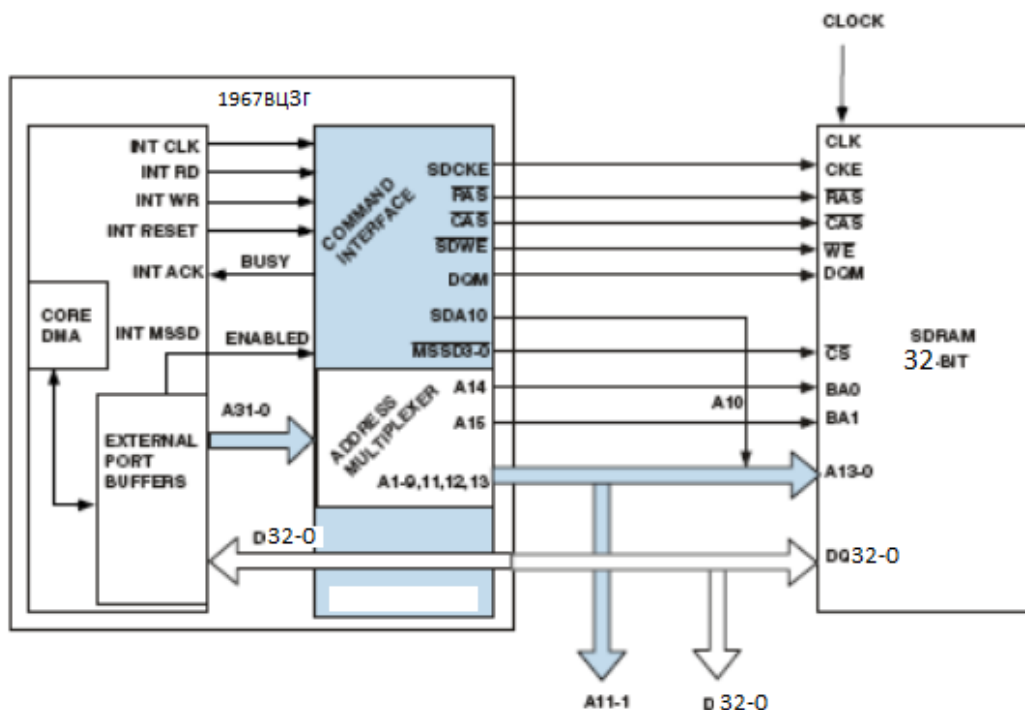 CLOCK
1967ВЦ3г
INT CLK
INT RD
INT WR
INT RESET
INT ACK
BUSY
CORE
DMA
INT MSSD
ENABLED
A31-0
EXTERNAL
PORT
BUFFERS
D32-0
COMMAND
INTERFACE
SDCKE
RAS
CAS
SDWE
DQM
SDA10
MSSD3-0
ADDRESS
MULTIPLEXER
A14
A15
A1-9,11,12,13
A10
CLK
CKE
RAS
CAS
WE
DQM
SDRAM
32-BIT
CS
BA0
BA1
A13-0
DQ32-0
A11-1
D 32-0